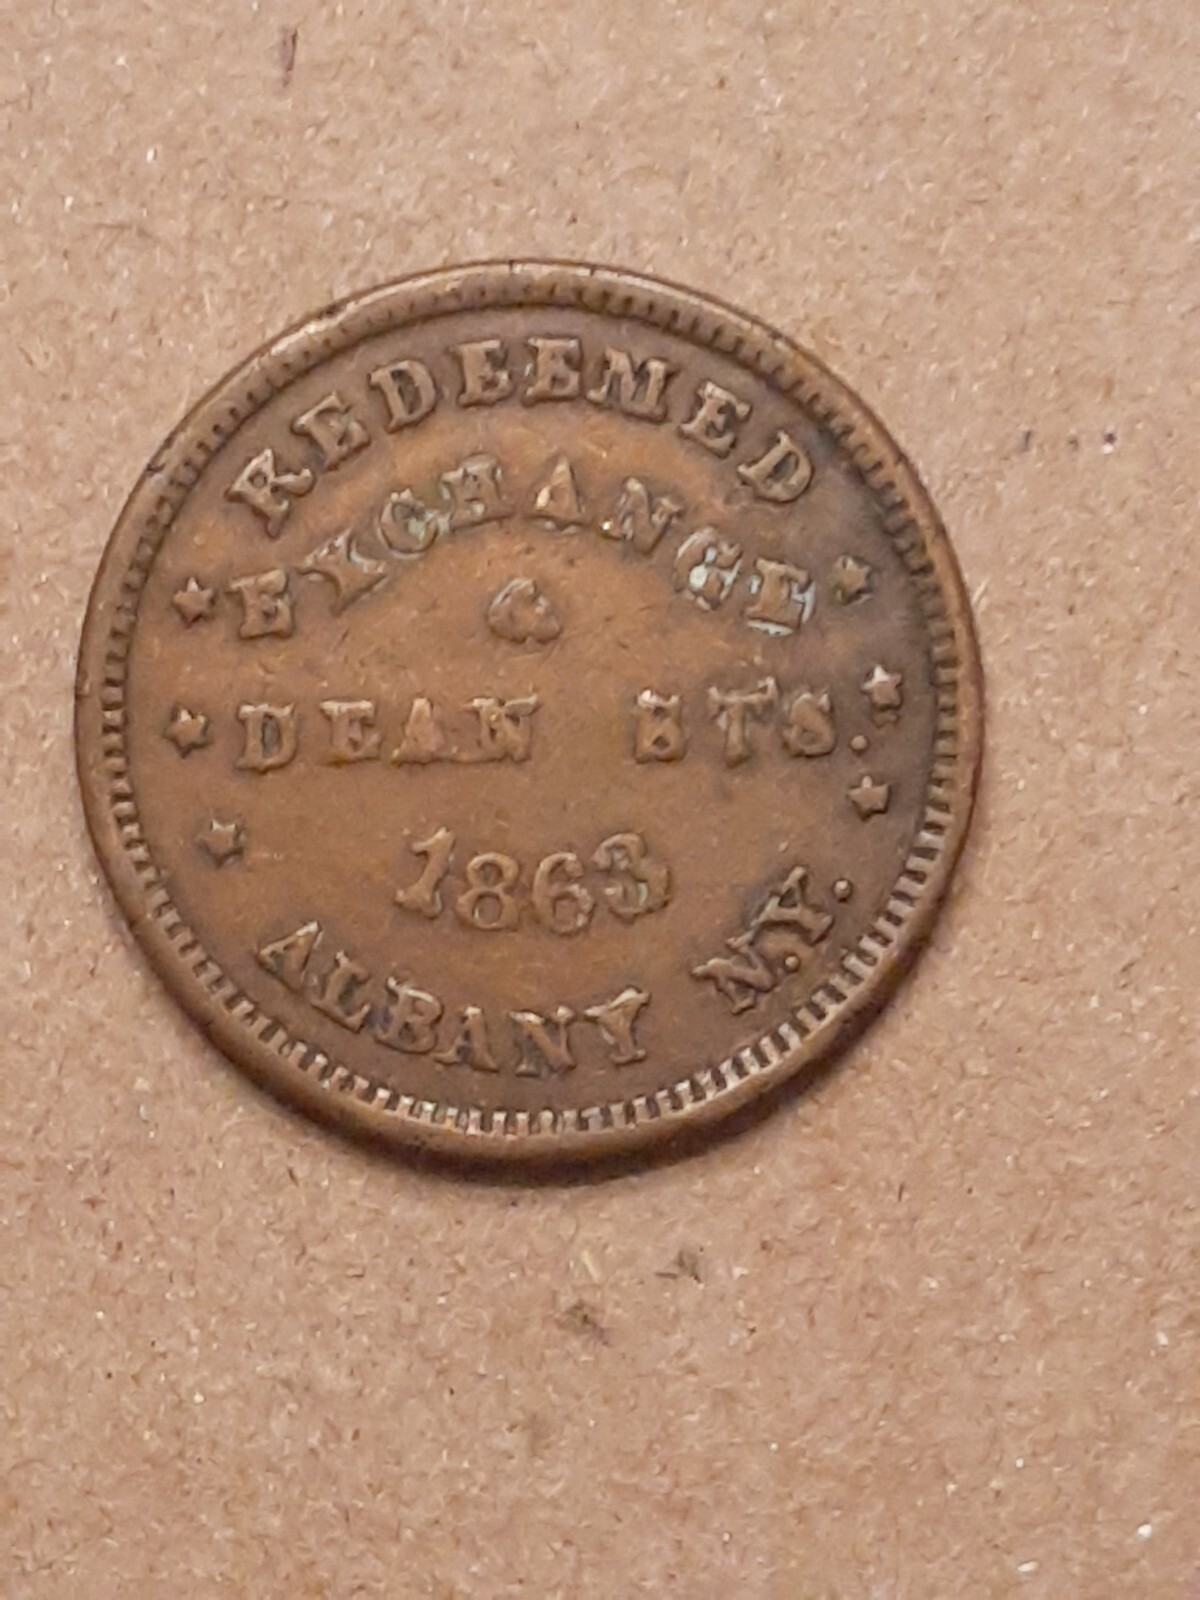 REDEEMED
EXCHANGE
&
DEAN STS.
1863
ALBANY N.Y.